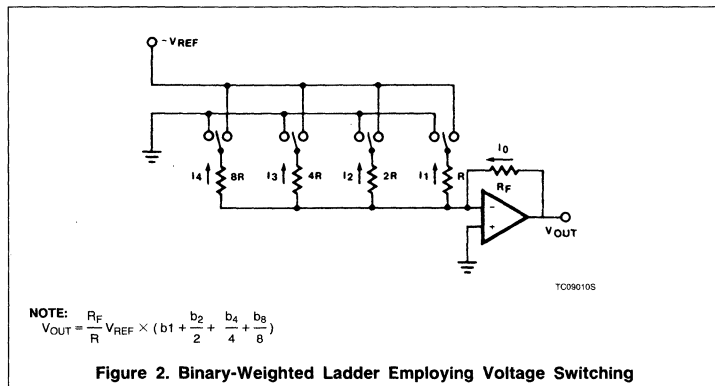 -VREF
I4
8R
I3
4R
I2
2R
I1
R
I0
RF
-
+
VOUT
TC09010S
NOTE:
VOUT = RF/R VREF × (b1 + b2/2 + b4/4 + b8/8)
Figure 2. Binary-Weighted Ladder Employing Voltage Switching